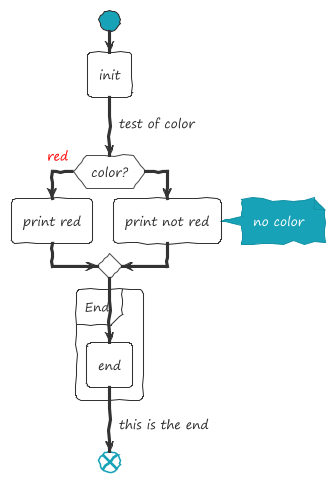 init
test of color
red
color?
print red
print not red
no color
End
end
this is the end